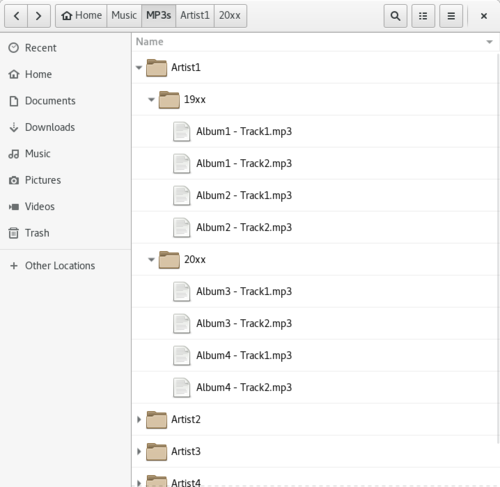 Home Music MP3s Artist1 20xx
Name
Recent
Home
Documents
Downloads
Music
Pictures
Videos
Trash
Other Locations
Artist1
19xx
Album1 - Track1.mp3
Album1 - Track2.mp3
Album2 - Track1.mp3
Album2 - Track2.mp3
20xx
Album3 - Track1.mp3
Album3 - Track2.mp3
Album4 - Track1.mp3
Album4 - Track2.mp3
Artist2
Artist3
Artist4